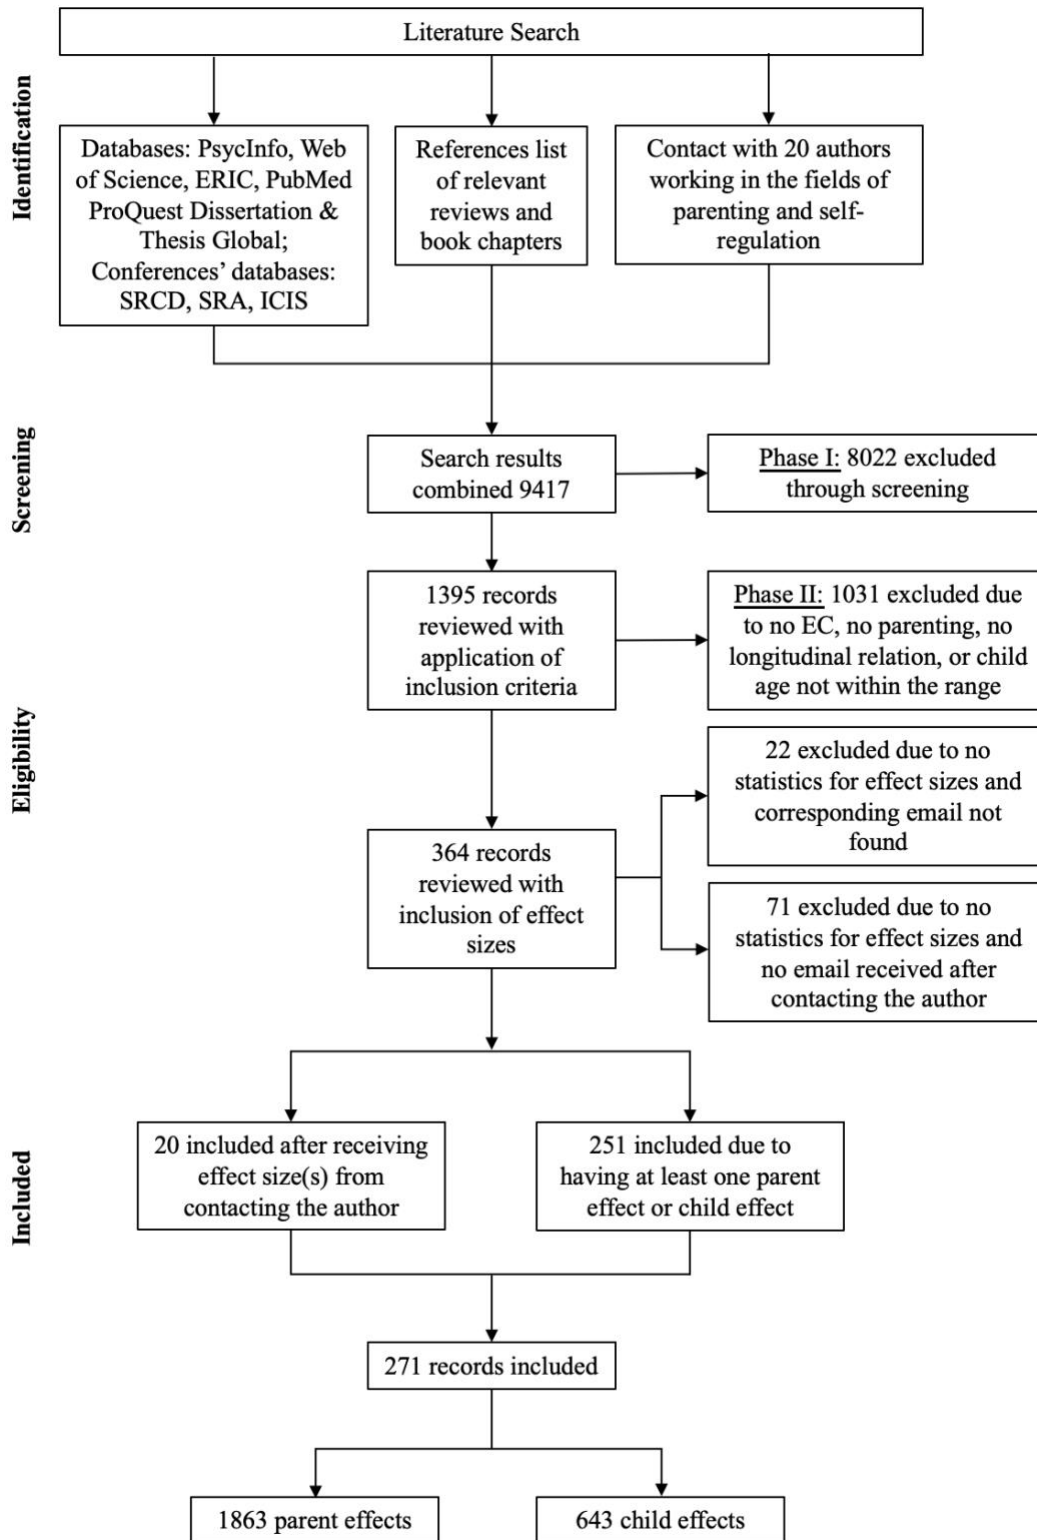 Literature Search
Identification
Databases: PsycInfo, Web
of Science, ERIC, PubMed
ProQuest Dissertation &
Thesis Global;
Conferences’ databases:
SRCD, SRA, ICIS
References list
of relevant
reviews and
book chapters
Contact with 20 authors
working in the fields of
parenting and self-
regulation
Screening
Search results
combined 9417
Phase I: 8022 excluded
through screening
Eligibility
1395 records
reviewed with
application of
inclusion criteria
Phase II: 1031 excluded due
to no EC, no parenting, no
longitudinal relation, or child
age not within the range
364 records
reviewed with
inclusion of effect
sizes
22 excluded due to no
statistics for effect sizes and
corresponding email not
found
71 excluded due to no
statistics for effect sizes and
no email received after
contacting the author
Included
20 included after receiving
effect size(s) from
contacting the author
251 included due to
having at least one parent
effect or child effect
271 records included
1863 parent effects
643 child effects